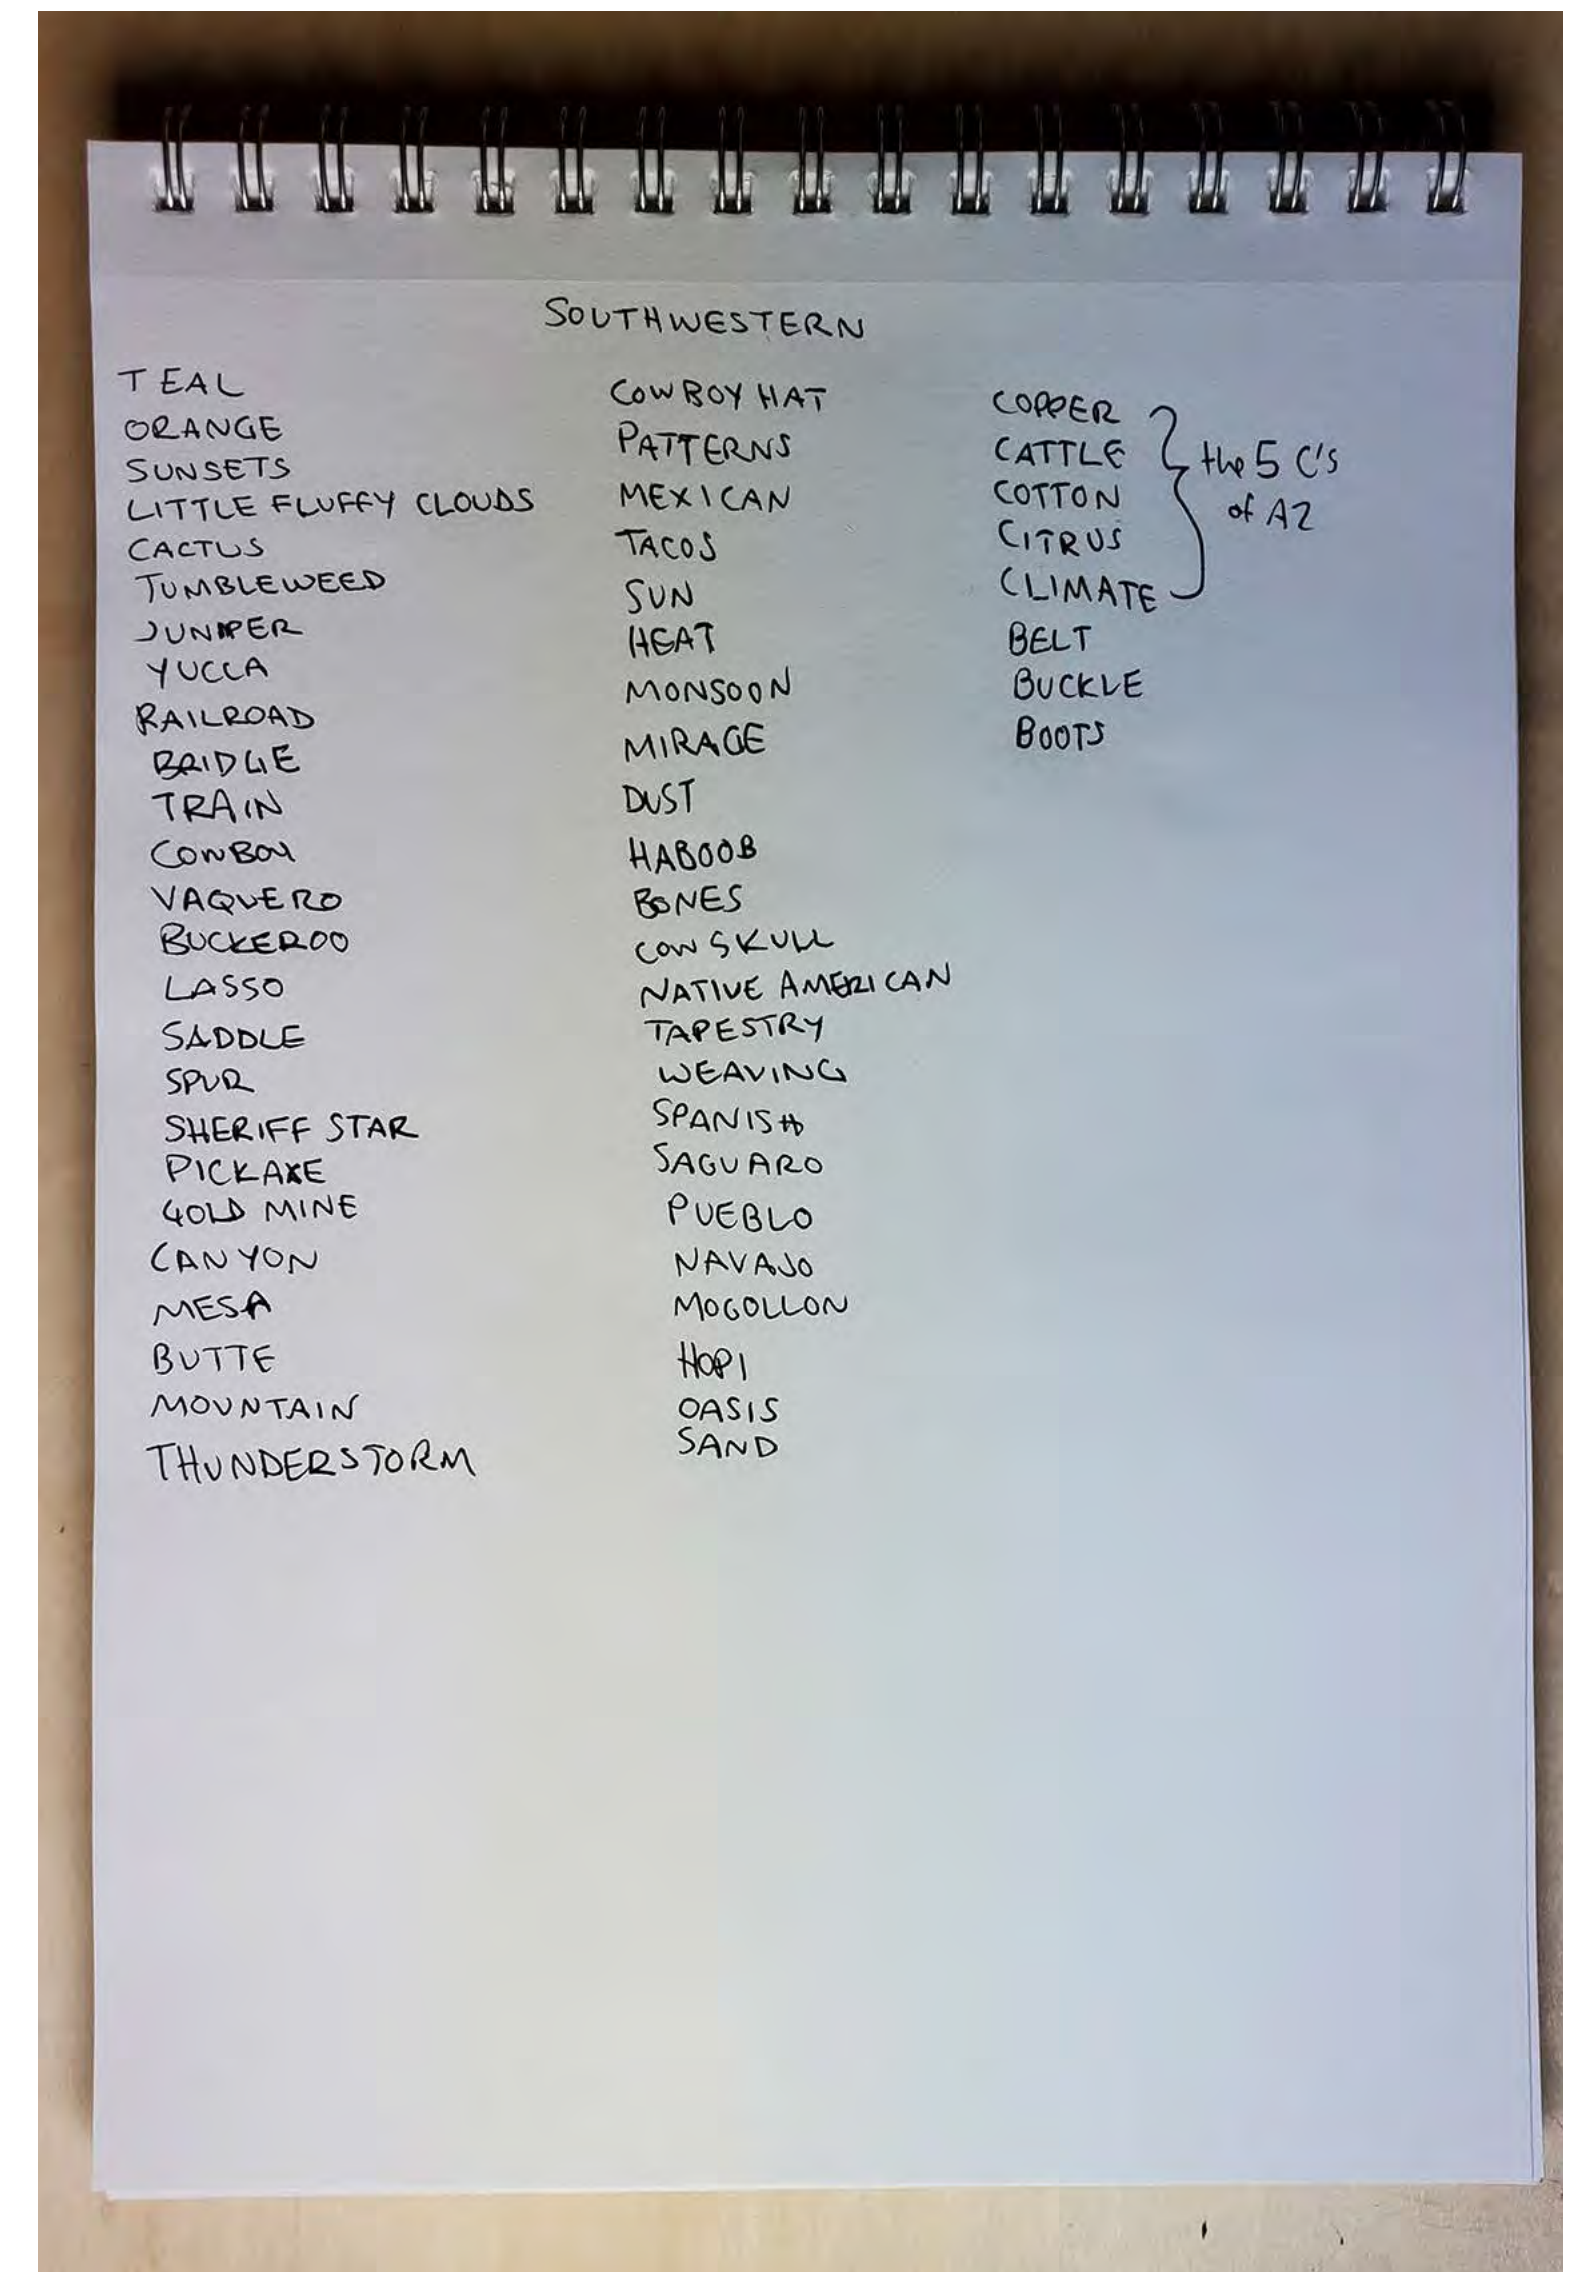 SOUTHWESTERN
TEAL
ORANGE
SUNSETS
LITTLE FLUFFY CLOUDS
CACTUS
TUMBLEWEED
JUNIPER
YUCCA
RAILROAD
BRIDGE
TRAIN
COWBOY
VAQUERO
BUCKEROO
LASSO
SADDLE
SPUR
SHERIFF STAR
PICKAXE
GOLD MINE
CANYON
MESA
BUTTE
MOUNTAIN
THUNDERSTORM
COWBOY HAT
PATTERNS
MEXICAN
TACOS
SUN
HEAT
MONSOON
MIRAGE
DUST
HABOOB
BONES
COW SKULL
NATIVE AMERICAN
TAPESTRY
WEAVING
SPANISH
SAGUARO
PUEBLO
NAVAJO
MOGOLLON
HOPI
OASIS
SAND
COPPER
CATTLE
COTTON
CITRUS
CLIMATE
the 5 C's
of AZ
BELT
BUCKLE
BOOTS